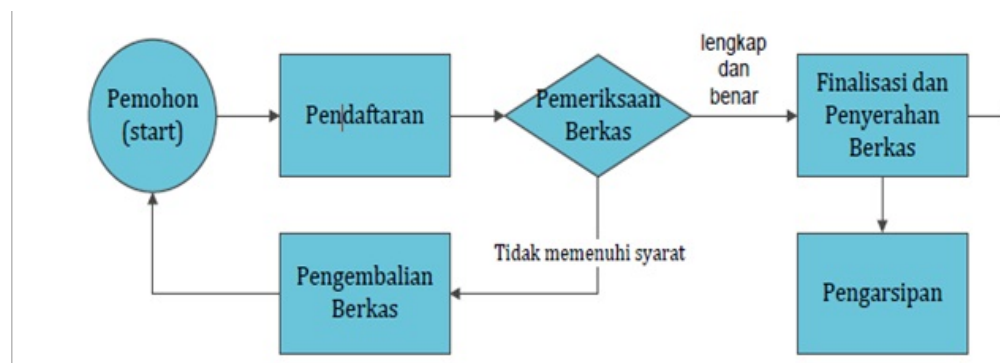 Pemohon
(start)
Pendaftaran
Pemeriksaan
Berkas
lengkap
dan
benar
Finalisasi dan
Penyerahan
Berkas
Tidak memenuhi syarat
Pengembalian
Berkas
Pengarsipan